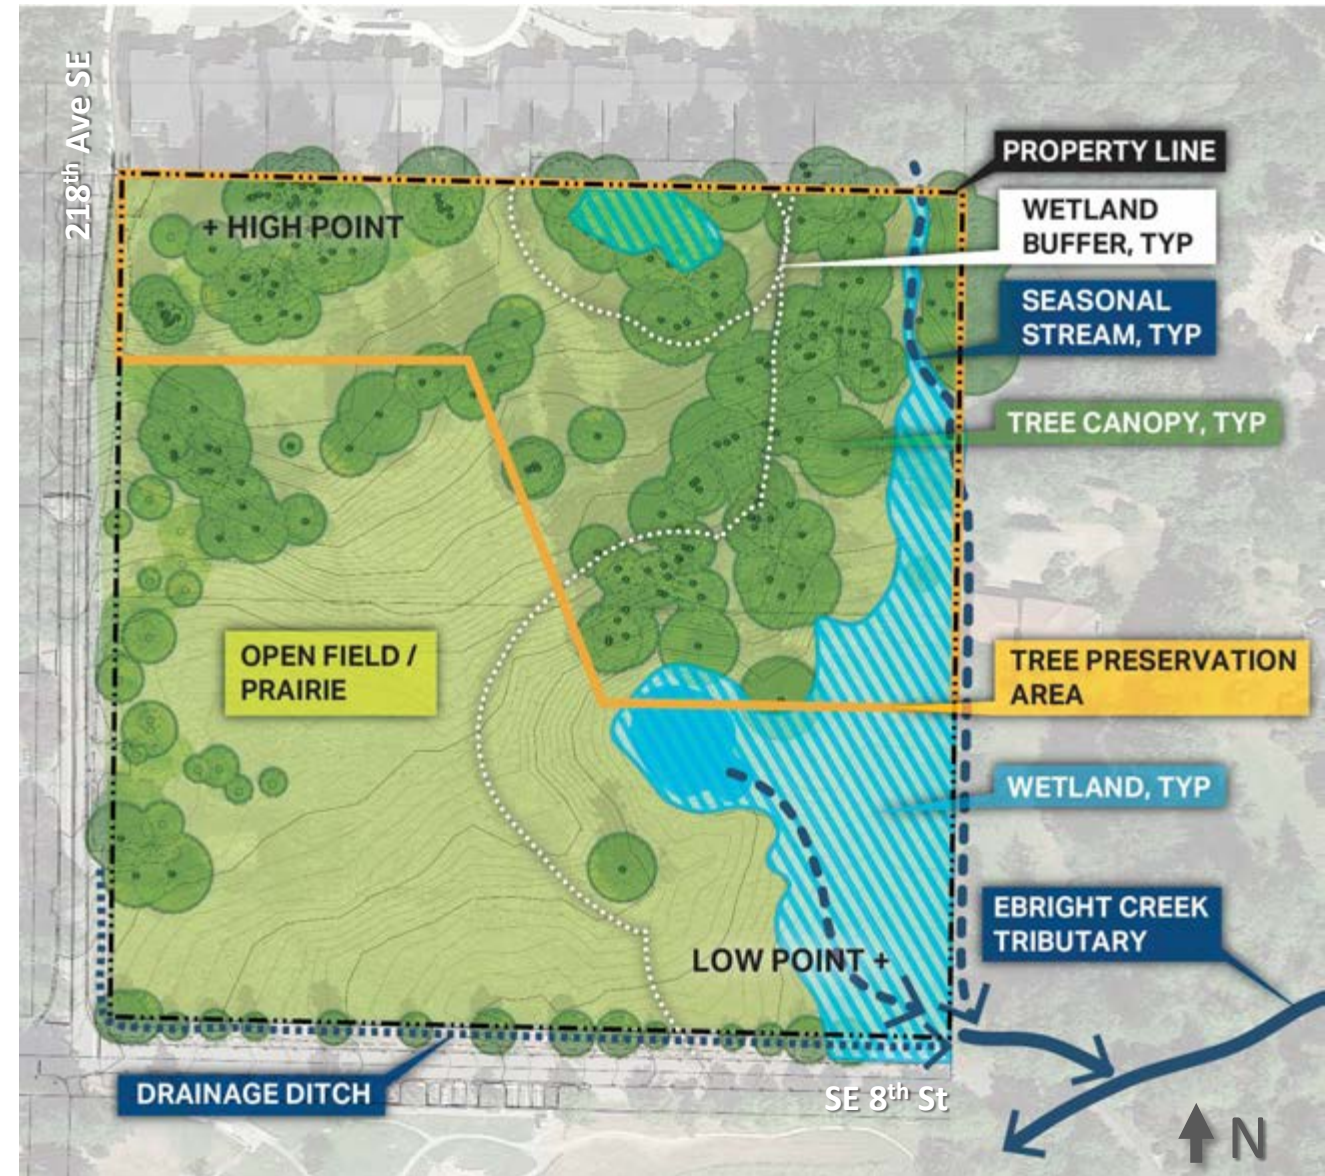 218th Ave SE
PROPERTY LINE
+ HIGH POINT
WETLAND
BUFFER, TYP
SEASONAL
STREAM, TYP
TREE CANOPY, TYP
OPEN FIELD /
PRAIRIE
TREE PRESERVATION
AREA
WETLAND, TYP
EBRIGHT CREEK
TRIBUTARY
LOW POINT +
DRAINAGE DITCH
SE 8th St
N